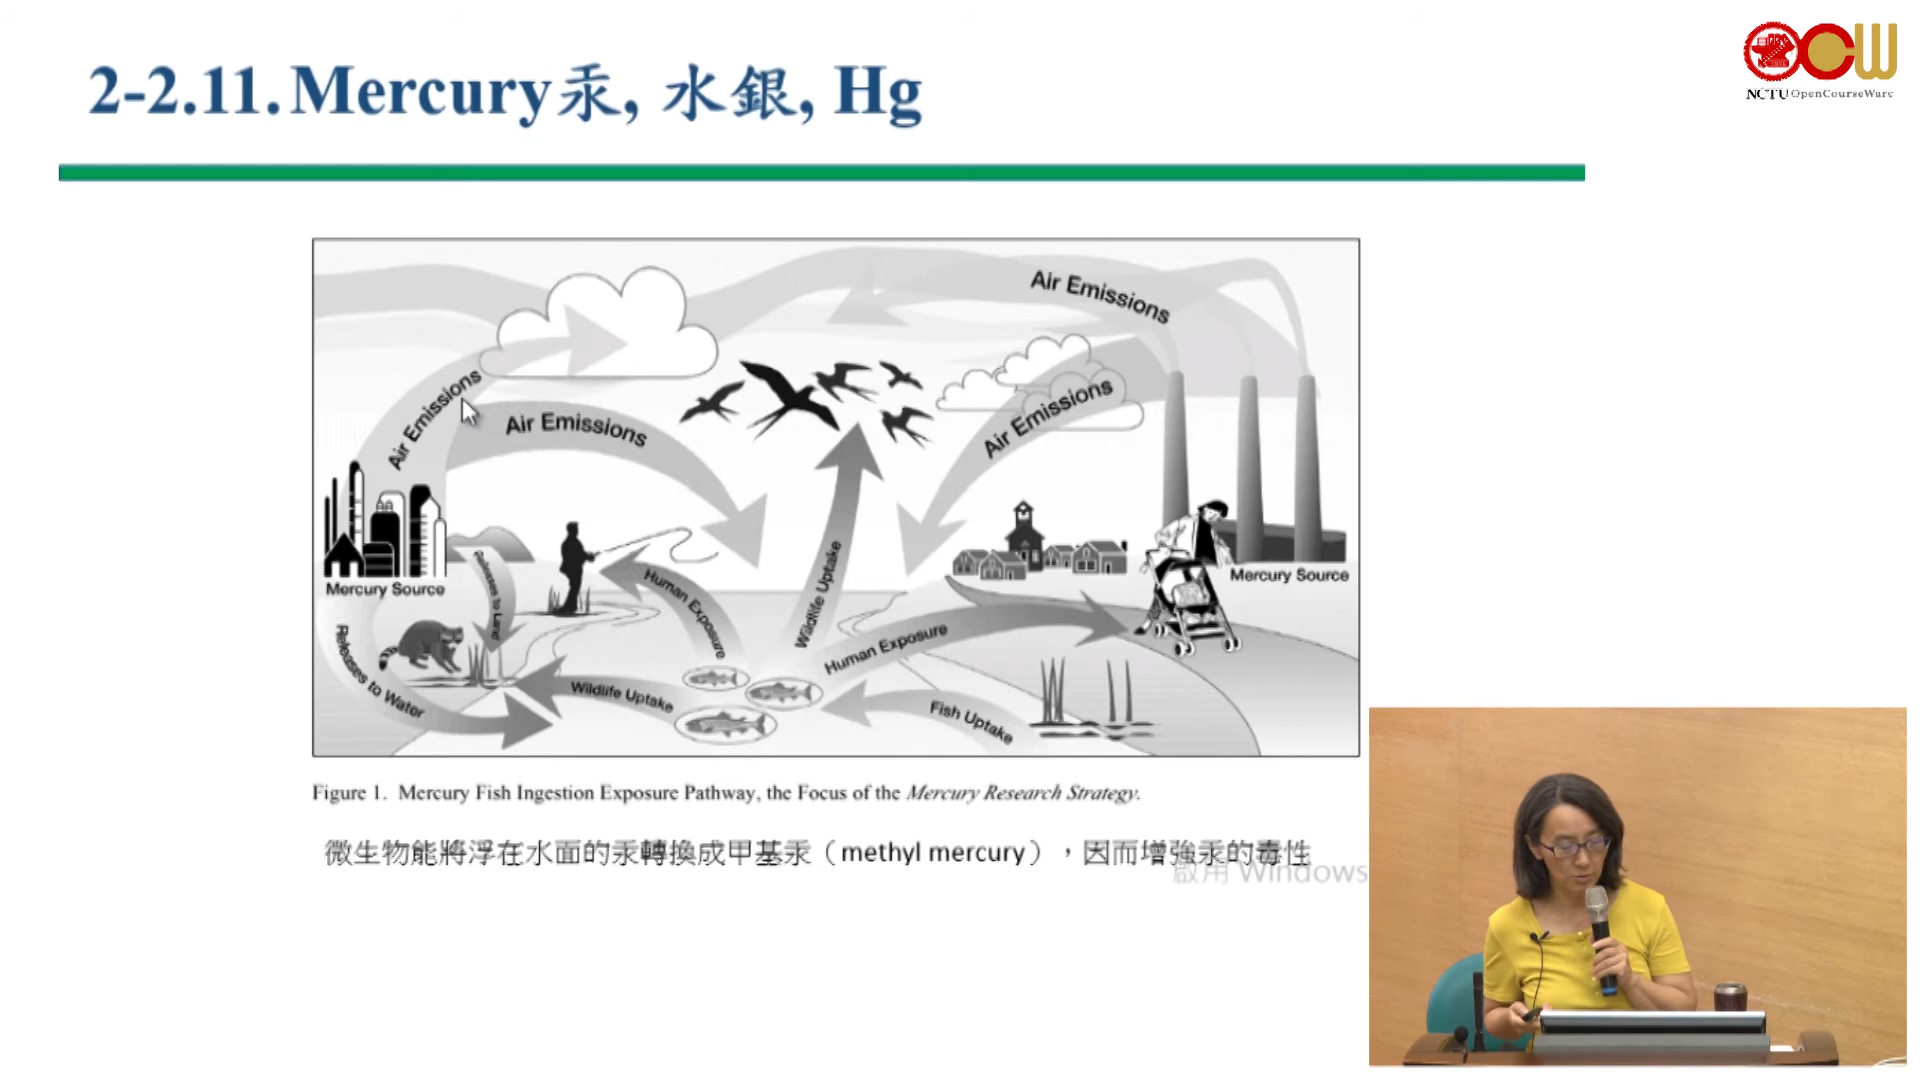 2-2.11. Mercury汞, 水銀, Hg
NCTU OpenCourseWare
Air Emissions
Air Emissions
Air Emissions
Air Emissions
Mercury Source
Mercury Source
Releases to Land
Human Exposure
Wildlife Uptake
Human Exposure
Releases to Water
Wildlife Uptake
Fish Uptake
Figure 1. Mercury Fish Ingestion Exposure Pathway, the Focus of the Mercury Research Strategy.
微生物能將浮在水面的汞轉換成甲基汞（methyl mercury），因而增強汞的毒性
啟用 Windows